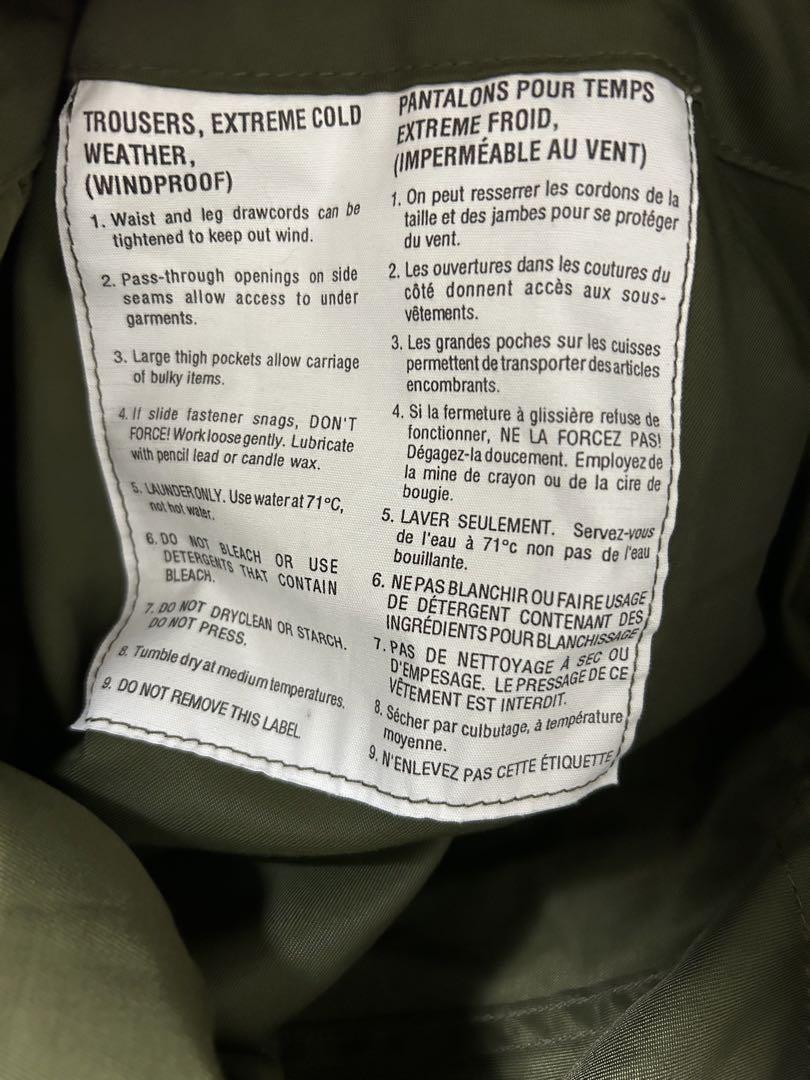 TROUSERS, EXTREME COLD
WEATHER,
(WINDPROOF)
1. Waist and leg drawcords can be
tightened to keep out wind.
2. Pass-through openings on side
seams allow access to under
garments.
3. Large thigh pockets allow carriage
of bulky items.
4. If slide fastener snags, DON'T
FORCE! Work loose gently. Lubricate
with pencil lead or candle wax.
5. LAUNDER ONLY. Use water at 71°C,
not hot water.
6. DO NOT BLEACH OR USE
DETERGENTS THAT CONTAIN
BLEACH.
7. DO NOT DRYCLEAN OR STARCH.
DO NOT PRESS.
8. Tumble dry at medium temperatures.
9. DO NOT REMOVE THIS LABEL
PANTALONS POUR TEMPS
EXTREME FROID,
(IMPERMÉABLE AU VENT)
1. On peut resserrer les cordons de la
taille et des jambes pour se protéger
du vent.
2. Les ouvertures dans les coutures du
côté donnent accès aux sous-
vêtements.
3. Les grandes poches sur les cuisses
permettent de transporter des articles
encombrants.
4. Si la fermeture à glissière refuse de
fonctionner, NE LA FORCEZ PAS!
Dégagez-la doucement. Employez de
la mine de crayon ou de la cire de
bougie.
5. LAVER SEULEMENT. Servez-vous
de l'eau à 71°c non pas de l'eau
bouillante.
6. NE PAS BLANCHIR OU FAIRE USAGE
DE DÉTERGENT CONTENANT DES
INGRÉDIENTS POUR BLANCHISSAGE
7. PAS DE NETTOYAGE À SEC OU
D'EMPESAGE. LE PRESSAGE DE CE
VÊTEMENT EST INTERDIT.
8. Sécher par culbutage, à température
moyenne.
9. N'ENLEVEZ PAS CETTE ÉTIQUETTE